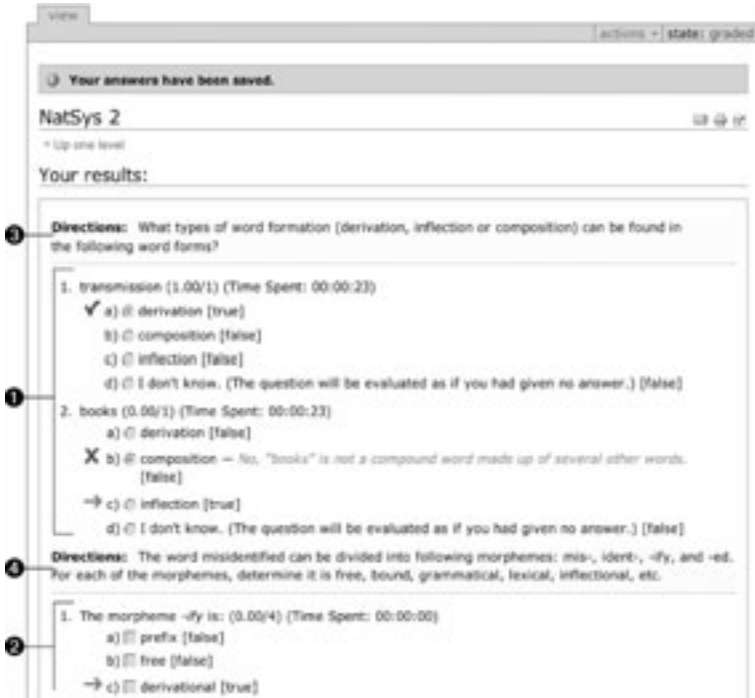 view
actions state: graded
Your answers have been saved.
NatSys 2
Up one level
Your results:
3
Directions: What types of word formation (derivation, inflection or composition) can be found in
the following word forms?
1
1. transmission (1.00/1) (Time Spent: 00:00:23)
a) derivation [true]
b) composition [false]
c) inflection [false]
d) I don't know. (The question will be evaluated as if you had given no answer.) [false]
2. books (0.00/1) (Time Spent: 00:00:23)
a) derivation [false]
X b) composition — No, "books" is not a compound word made up of several other words.
[false]
c) inflection [true]
d) I don't know. (The question will be evaluated as if you had given no answer.) [false]
4
Directions: The word misidentified can be divided into following morphemes: mis-, ident-, -ify, and -ed.
For each of the morphemes, determine it is free, bound, grammatical, lexical, inflectional, etc.
2
1. The morpheme -ify is: (0.00/4) (Time Spent: 00:00:00)
a) prefix [false]
b) free [false]
c) derivational [true]